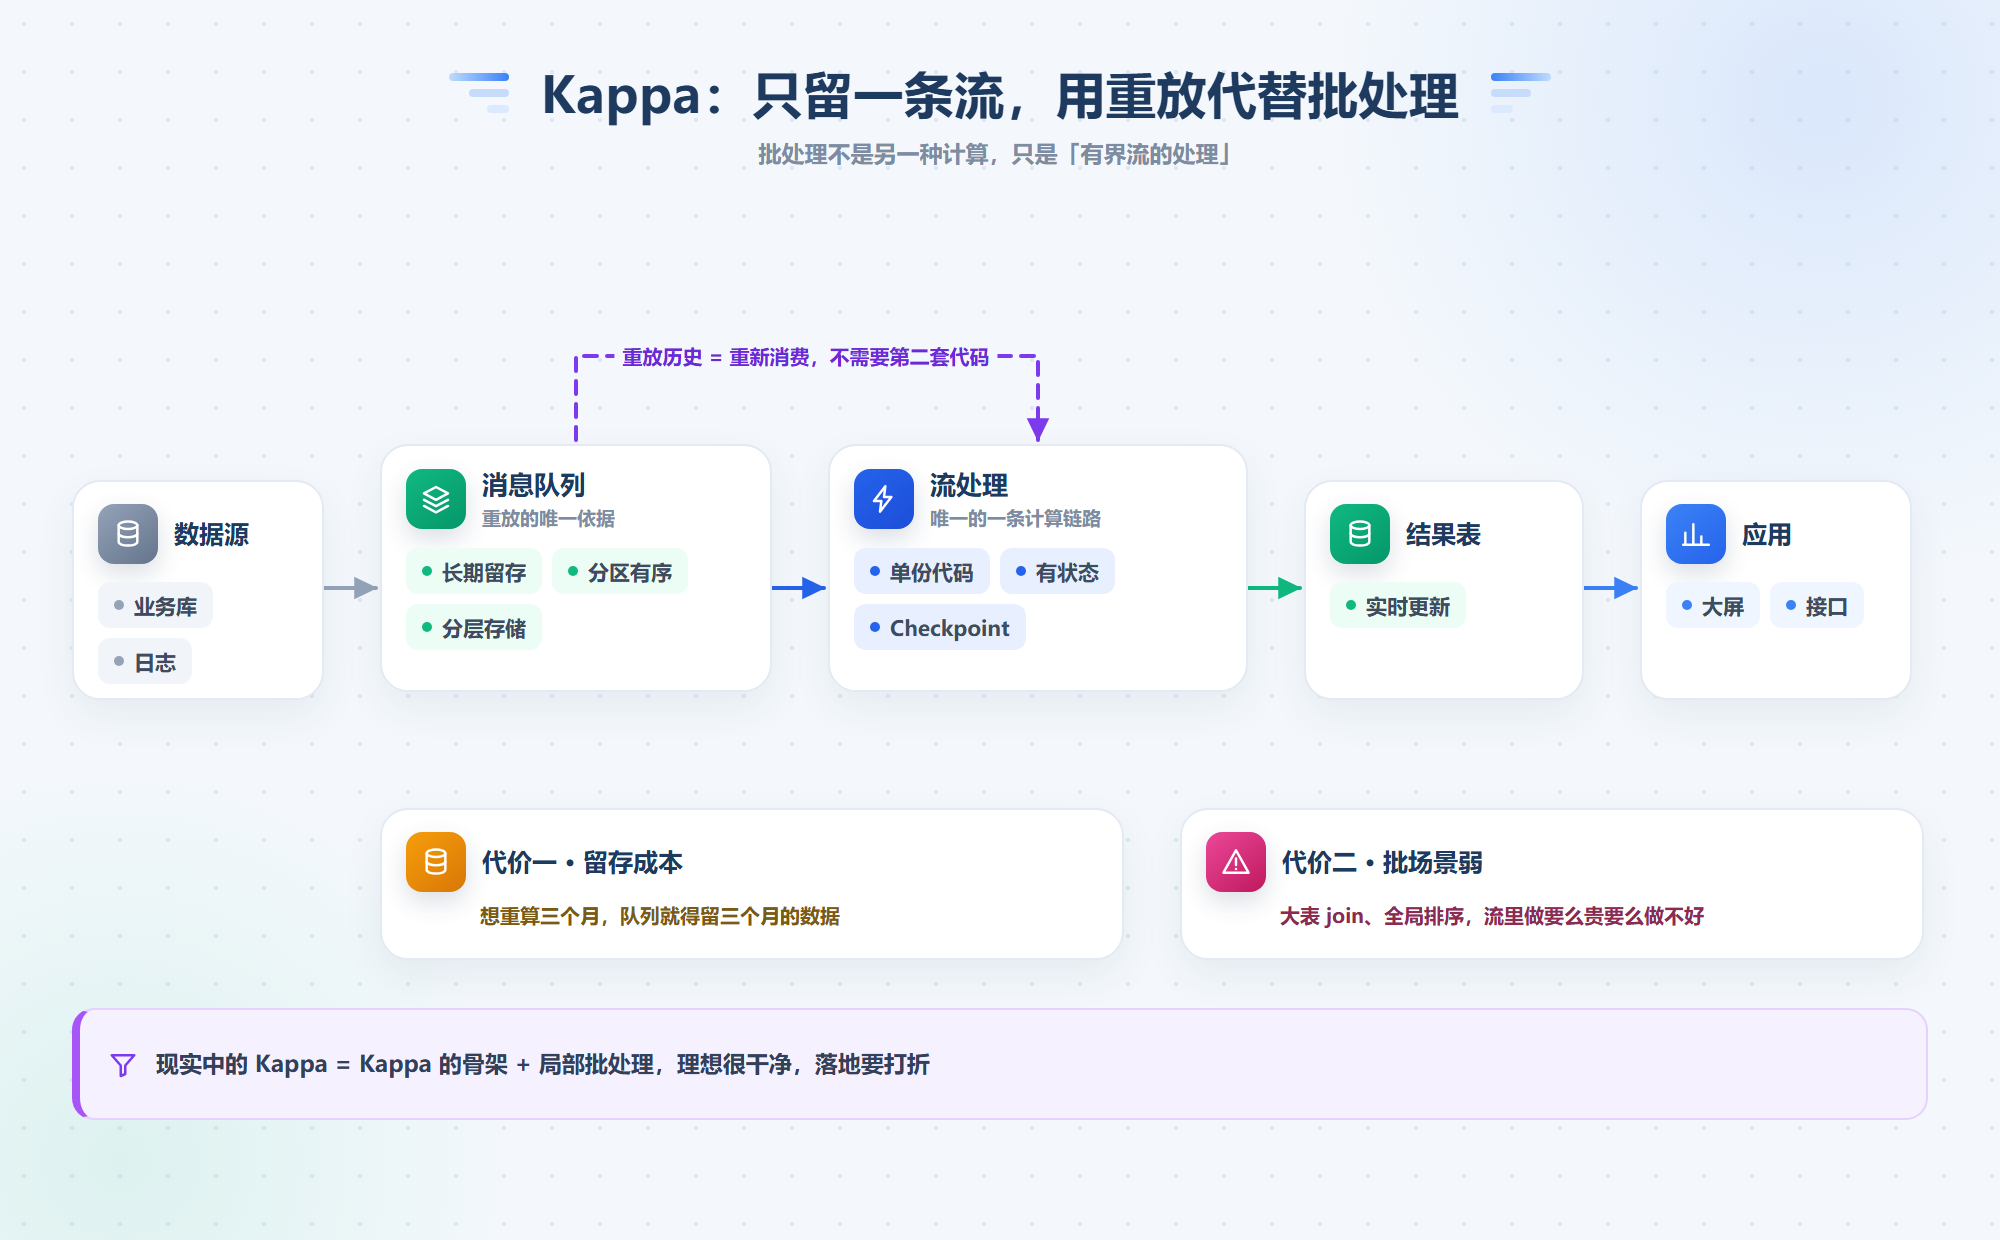 Kappa：只留一条流，用重放代替批处理
批处理不是另一种计算，只是「有界流的处理」
重放历史 = 重新消费，不需要第二套代码
数据源
业务库
日志
消息队列
重放的唯一依据
长期留存
分区有序
分层存储
流处理
唯一的一条计算链路
单份代码
有状态
Checkpoint
结果表
实时更新
应用
大屏
接口
代价一・留存成本
想重算三个月，队列就得留三个月的数据
代价二・批场景弱
大表 join、全局排序，流里做要么贵要么做不好
现实中的 Kappa = Kappa 的骨架 + 局部批处理，理想很干净，落地要打折